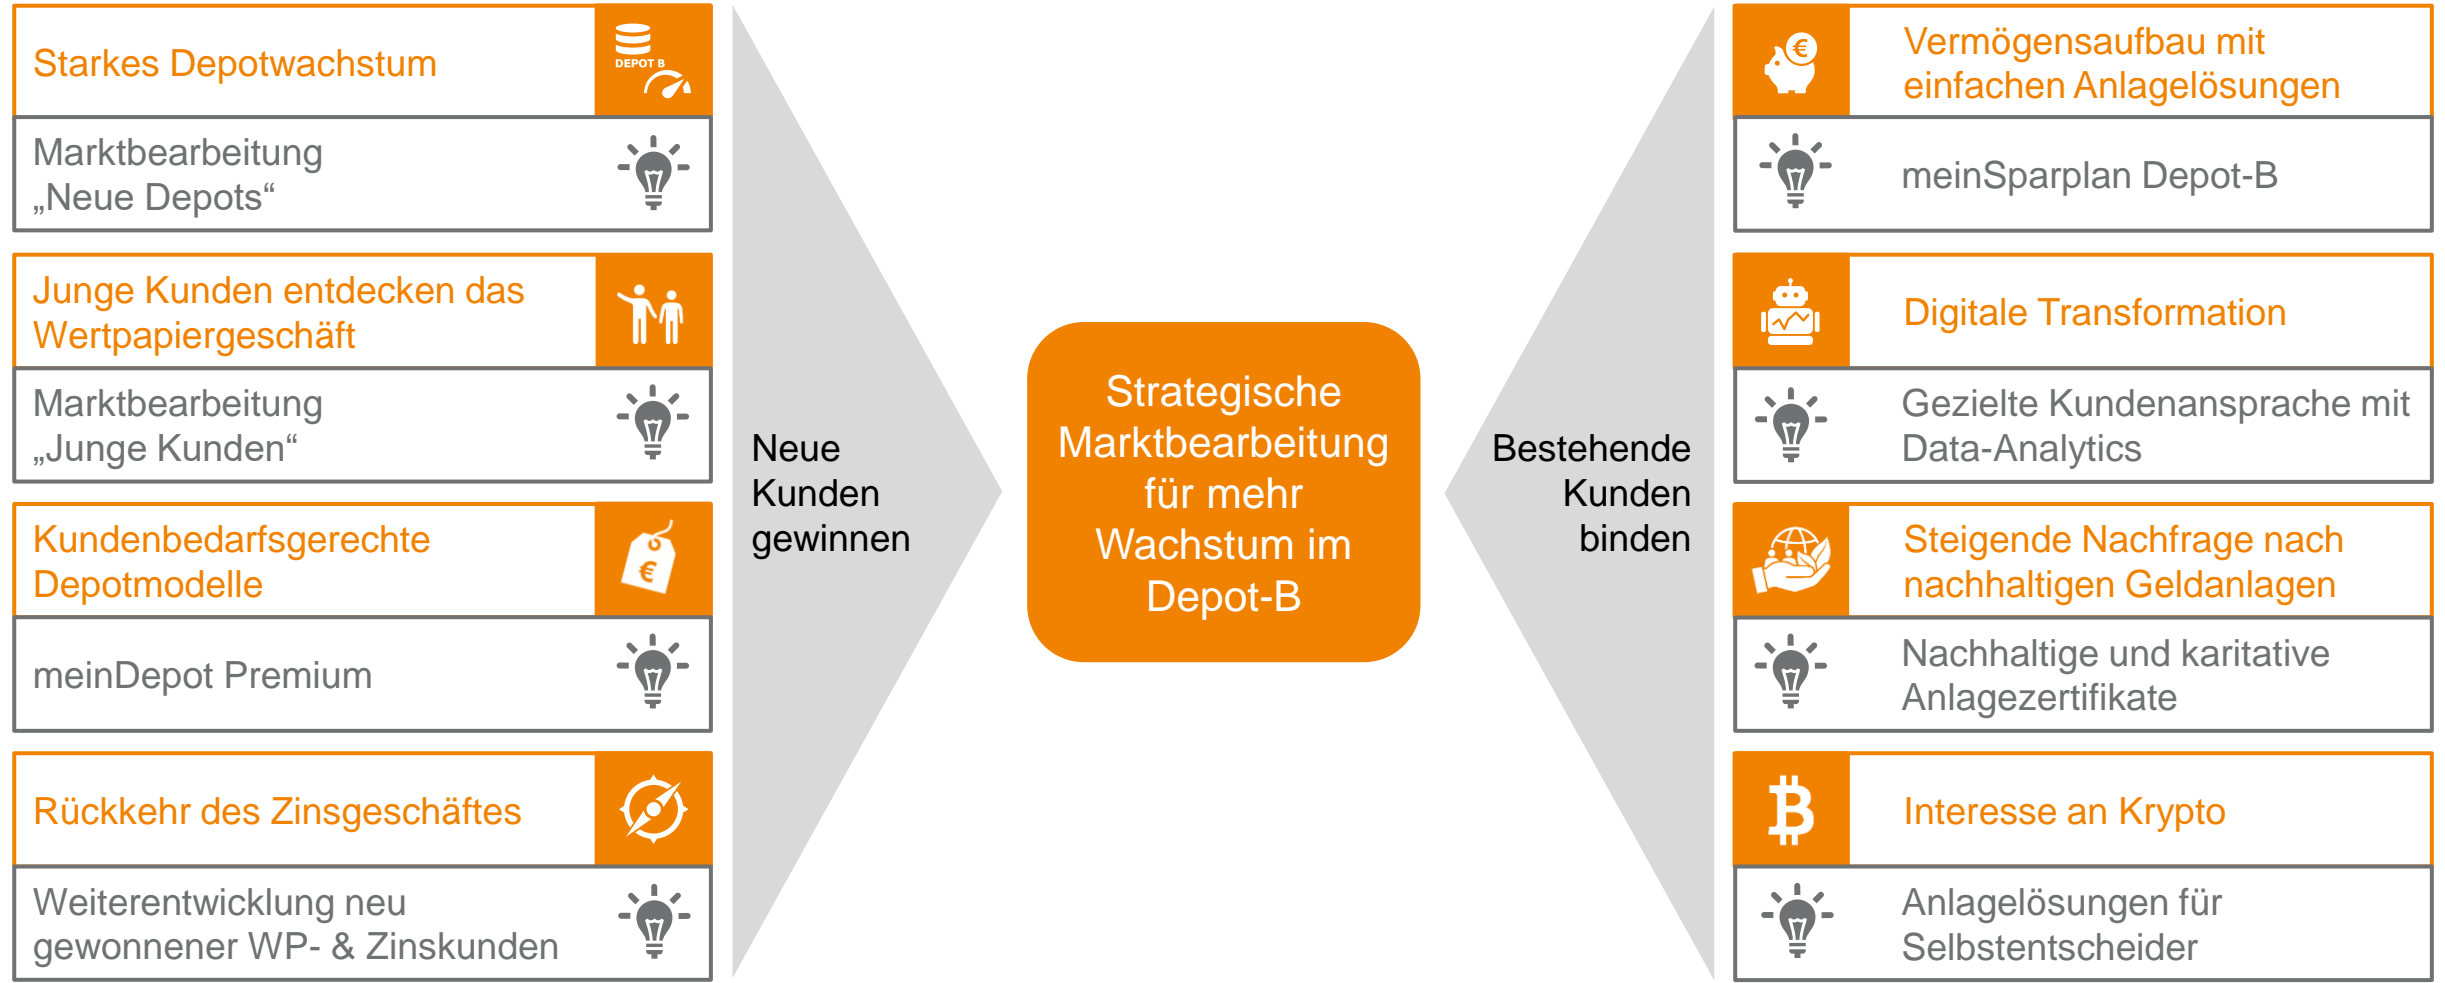 Starkes Depotwachstum
DEPOT B
Marktbearbeitung
„Neue Depots“
Junge Kunden entdecken das
Wertpapiergeschäft
Marktbearbeitung
„Junge Kunden“
Kundenbedarfsgerechte
Depotmodelle
€
meinDepot Premium
Rückkehr des Zinsgeschäftes
Weiterentwicklung neu
gewonnener WP- & Zinskunden
Neue
Kunden
gewinnen
Strategische
Marktbearbeitung
für mehr
Wachstum im
Depot-B
Bestehende
Kunden
binden
€
Vermögensaufbau mit
einfachen Anlagelösungen
meinSparplan Depot-B
Digitale Transformation
Gezielte Kundenansprache mit
Data-Analytics
Steigende Nachfrage nach
nachhaltigen Geldanlagen
Nachhaltige und karitative
Anlagezertifikate
Interesse an Krypto
Anlagelösungen für
Selbstentscheider